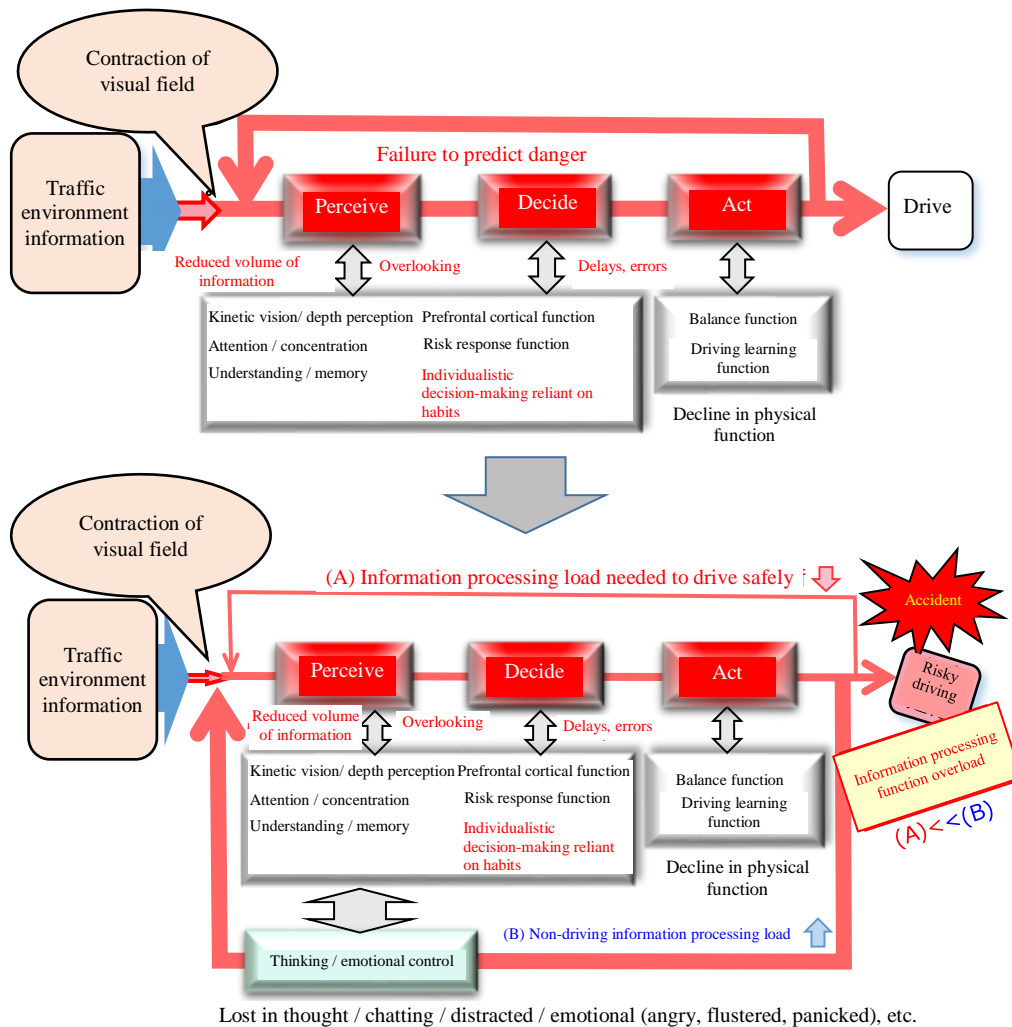 Contraction of
visual field
Traffic
environment
information
Failure to predict danger
Perceive
Decide
Act
Drive
Reduced volume of
information
Overlooking
Delays, errors
Kinetic vision/ depth perception
Attention / concentration
Understanding / memory
Prefrontal cortical function
Risk response function
Individualistic
decision-making reliant on
habits
Balance function
Driving learning
function
Decline in physical
function
Contraction of
visual field
Traffic
environment
information
(A) Information processing load needed to drive safely
Accident
Perceive
Decide
Act
Risky
driving
Reduced volume
of information
Overlooking
Delays, errors
Information processing
function overload
(A)< <(B)
Kinetic vision/ depth perception
Attention / concentration
Understanding / memory
Prefrontal cortical function
Risk response function
Individualistic
decision-making reliant
on habits
Balance function
Driving learning
function
Decline in physical
function
(B) Non-driving information processing load
Thinking / emotional control
Lost in thought / chatting / distracted / emotional (angry, flustered, panicked), etc.